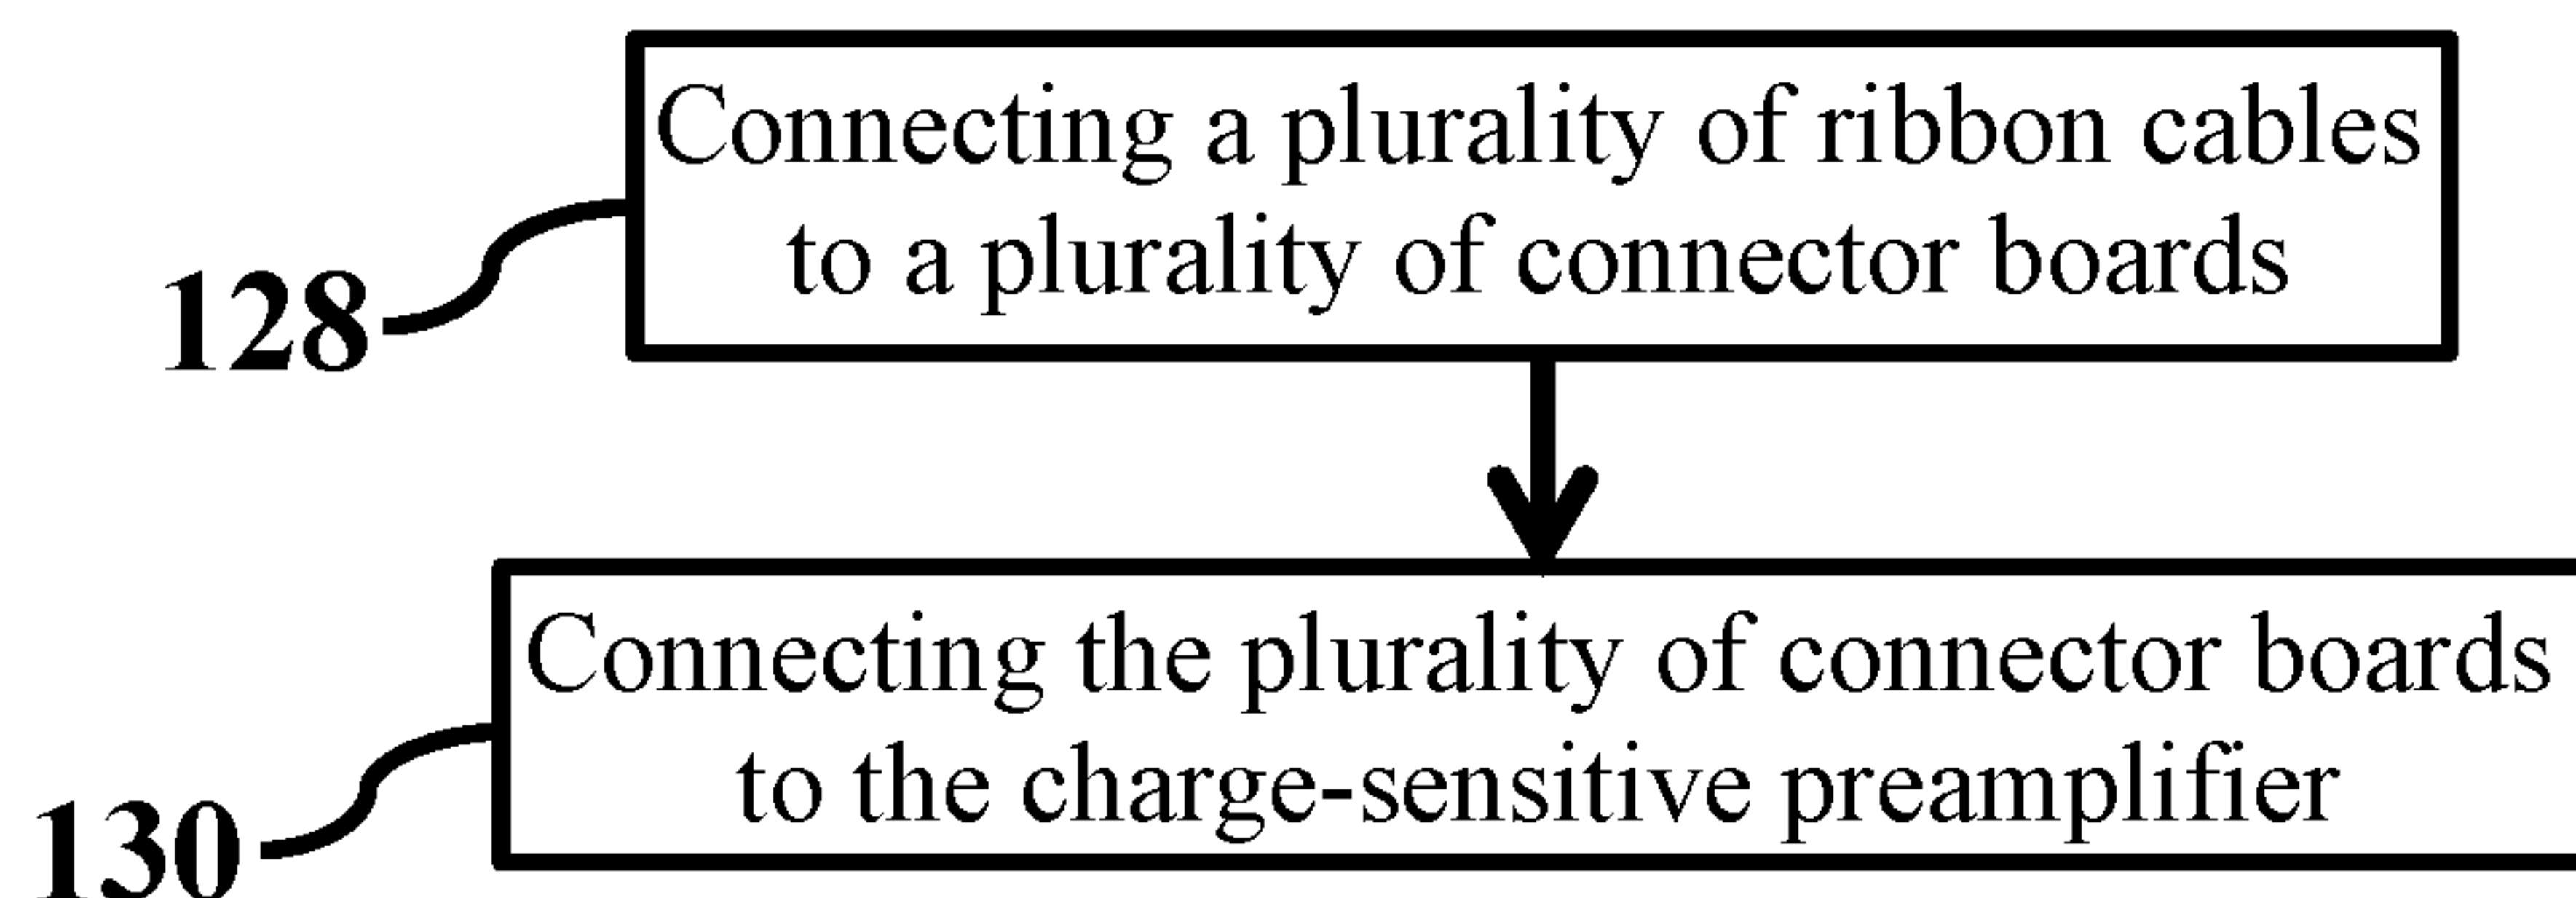 Connecting a plurality of ribbon cables
to a plurality of connector boards
128
Connecting the plurality of connector boards
to the charge-sensitive preamplifier
130